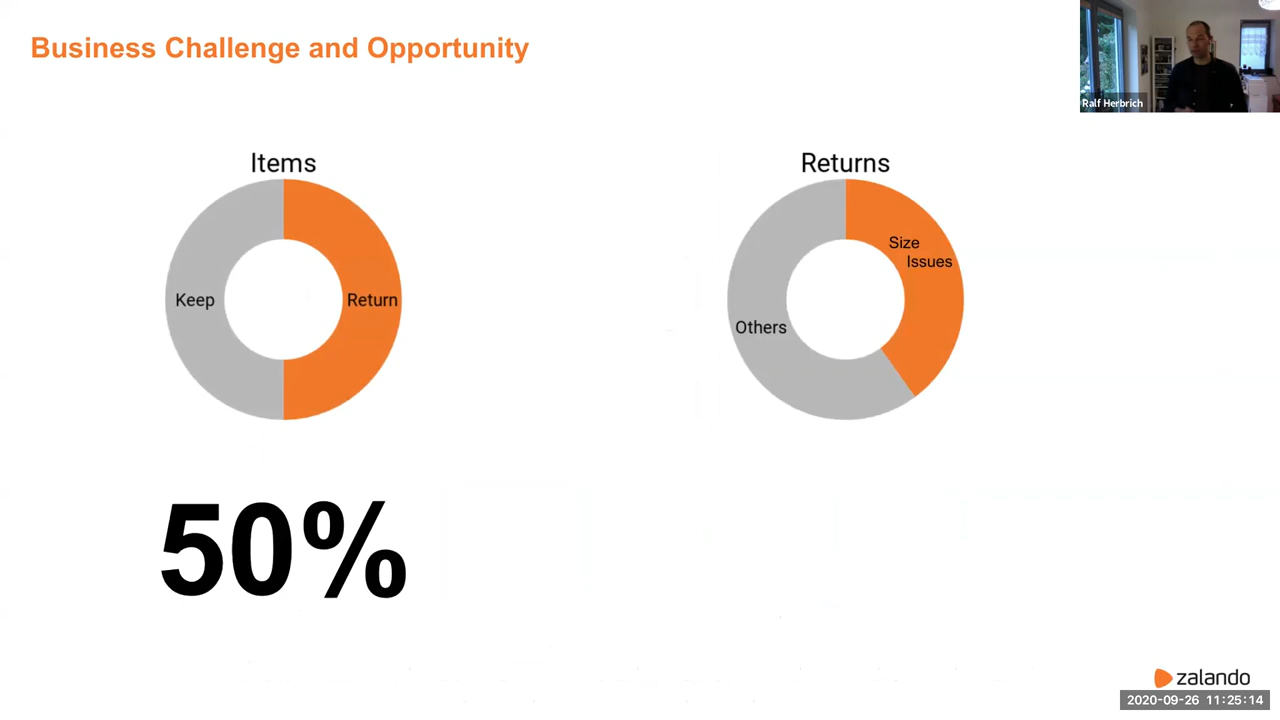 Business Challenge and Opportunity
Ralf Herbrich
Items
Keep
Return
50%
Returns
Size
Issues
Others
zalando
2020-09-26 11:25:14